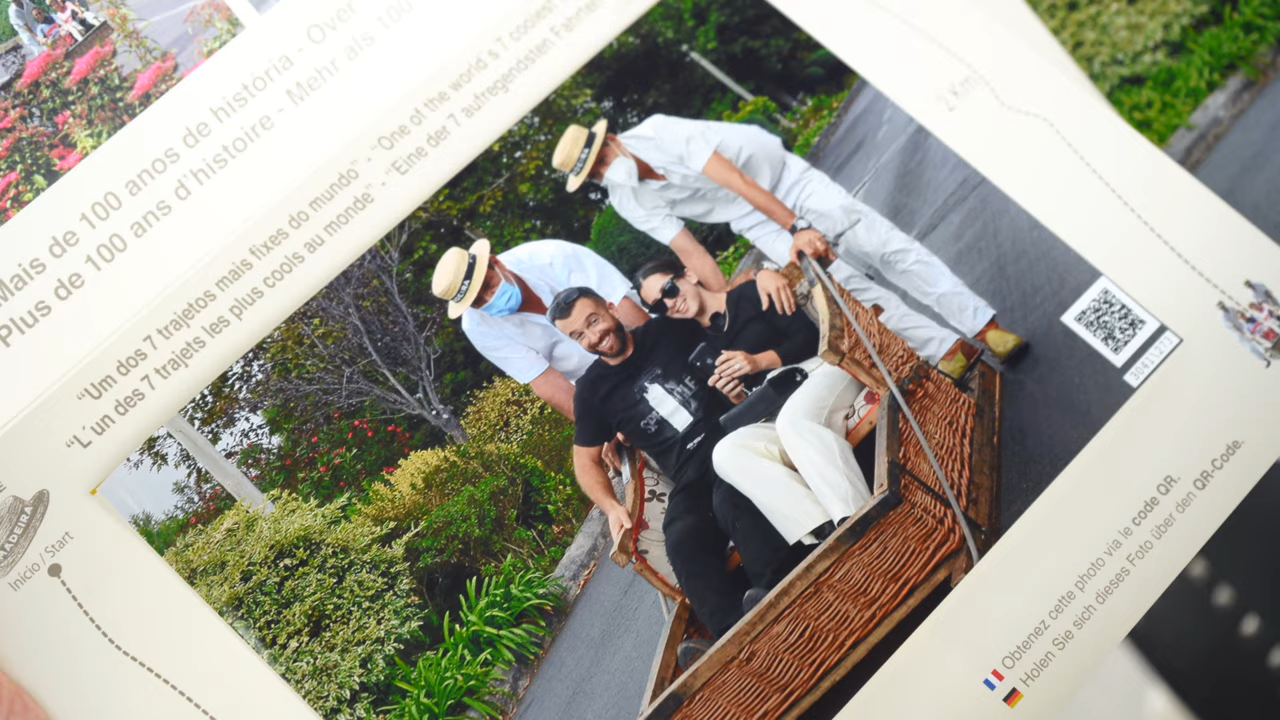 Mais de 100 anos de história - Over
Plus de 100 ans d'histoire - Mehr als 100
"Um dos 7 trajetos mais fixes do mundo" - "One of the world s 7 coolest
"L´un des 7 trajets les plus cools au monde" - "Eine der 7 aufregendsten Fahrten
2Km
MADEIRA
Início / Start
30411277
Obtenez cette photo via le code QR.
Holen Sie sich dieses Foto über den QR-Code.